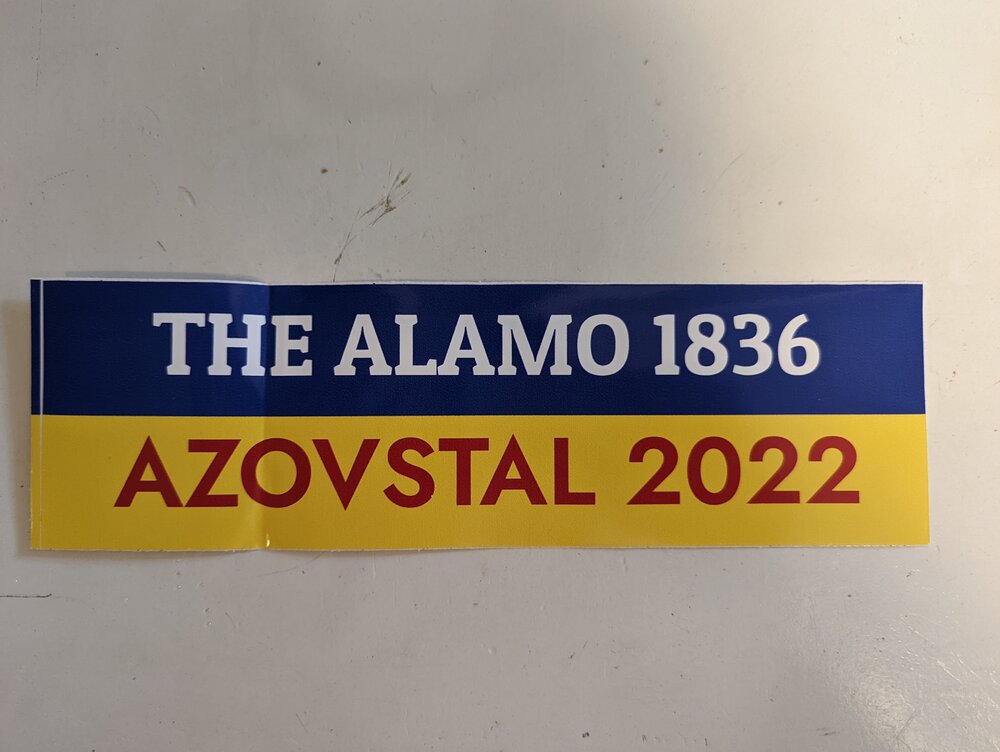 THE ALAMO 1836
AZOVSTAL 2022